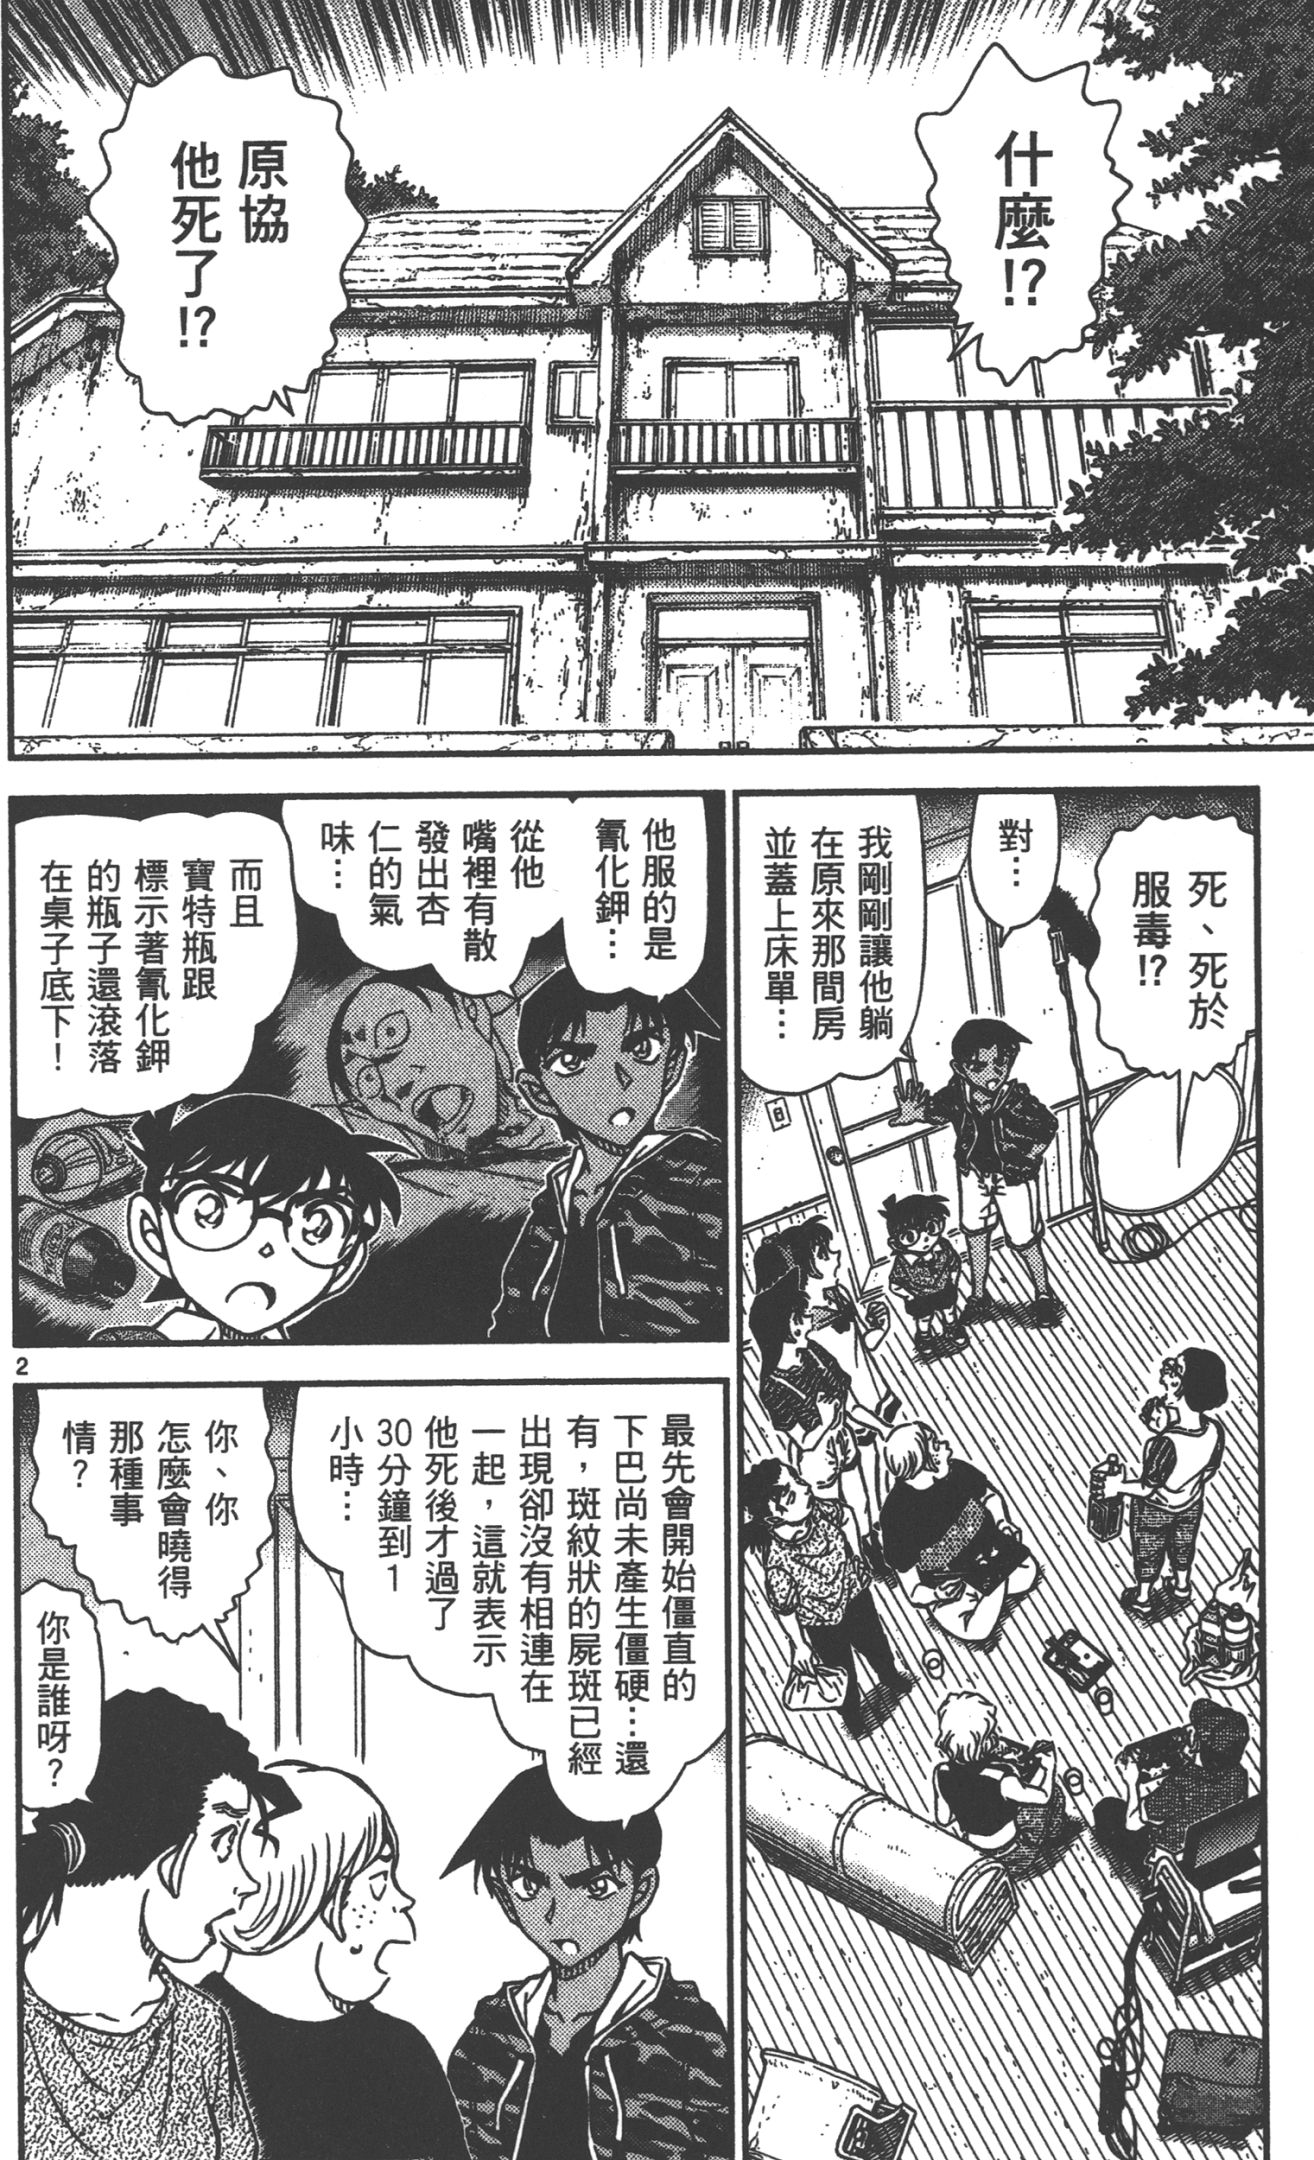 什麼!?
原協
他死了!?
死、死於
服毒!?
對…
我剛剛讓他躺
在原來那間房
並蓋上床單…
他服的是
氰化鉀…
從他
嘴裡有散
發出杏
仁的氣
味…
而且
寶特瓶跟
標示著氰化鉀
的瓶子還滾落
在桌子底下!
2
最先會開始僵直的
下巴尚未產生僵硬…還
有，斑紋狀的屍斑已經
出現卻沒有相連在
一起，這就表示
他死後才過了
30分鐘到1
小時…
你、你
怎麼會曉得
那種事
情?
你是誰呀?